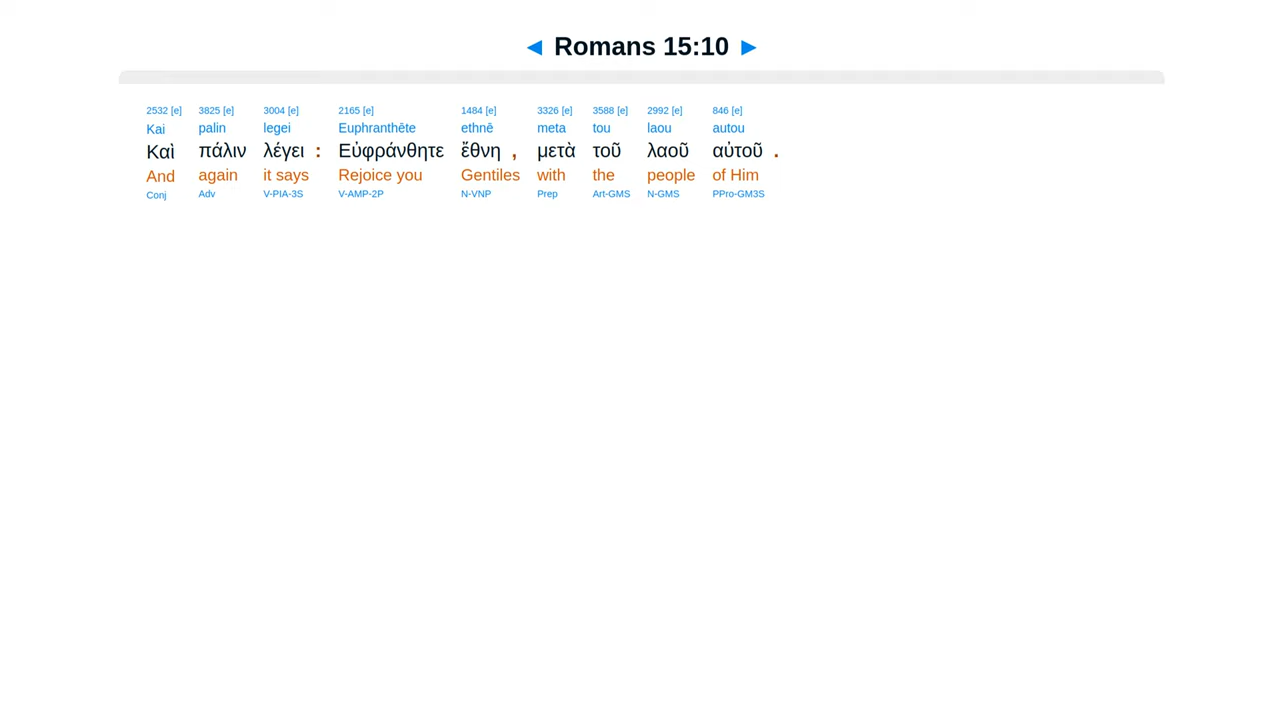 ◄ Romans 15:10 ►
2532 [e] 3825 [e] 3004 [e] 2165 [e] 1484 [e] 3326 [e] 3588 [e] 2992 [e] 846 [e]
Kai palin legei Euphranthēte ethnē meta tou laou autou
Καὶ πάλιν λέγει : Εὐφράνθητε ἔθνη , μετὰ τοῦ λαοῦ αὐτοῦ .
And again it says Rejoice you Gentiles with the people of Him
Conj Adv V-PIA-3S V-AMP-2P N-VNP Prep Art-GMS N-GMS PPro-GM3S